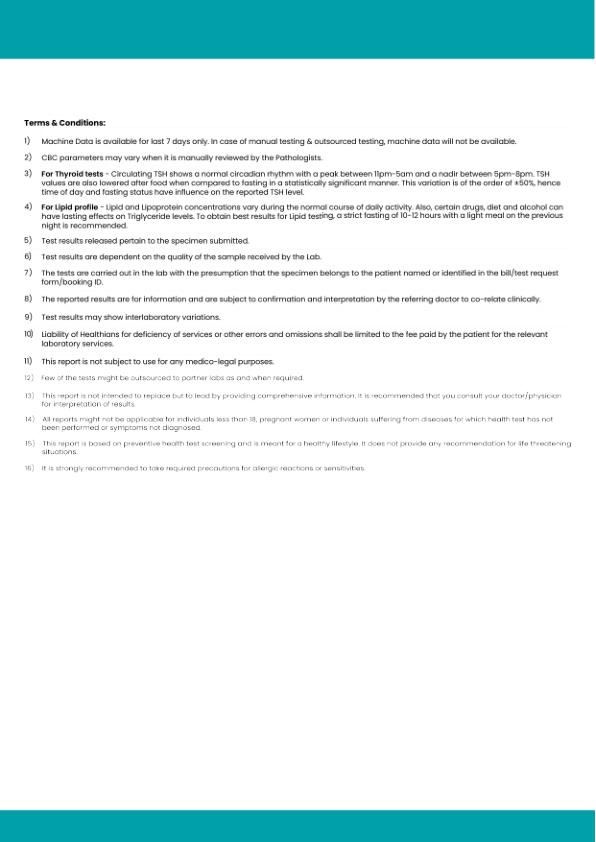 Terms & Conditions:
1) Machine Data is available for last 7 days only. In case of manual testing & outsourced testing, machine data will not be available.
2) CBC parameters may vary when it is manually reviewed by the Pathologists.
3) For Thyroid tests - Circulating TSH shows a normal circadian rhythm with a peak between 11pm-5am and a nadir between 5pm-8pm. TSH
values are also lowered after food when compared to fasting in a statistically significant manner. This variation is of the order of ±50%, hence
time of day and fasting status have influence on the reported TSH level.
4) For Lipid profile - Lipid and Lipoprotein concentrations vary during the normal course of daily activity. Also, certain drugs, diet and alcohol can
have lasting effects on Triglyceride levels. To obtain best results for Lipid testing, a strict fasting of 10-12 hours with a light meal on the previous
night is recommended.
5) Test results released pertain to the specimen submitted.
6) Test results are dependent on the quality of the sample received by the Lab.
7) The tests are carried out in the lab with the presumption that the specimen belongs to the patient named or identified in the bill/test request
form/booking ID.
8) The reported results are for information and are subject to confirmation and interpretation by the referring doctor to co-relate clinically.
9) Test results may show interlaboratory variations.
10) Liability of Healthians for deficiency of services or other errors and omissions shall be limited to the fee paid by the patient for the relevant
laboratory services.
11) This report is not subject to use for any medico-legal purposes.
12) Few of the tests might be outsourced to partner labs as and when required.
13) This report is not intended to replace but to lead by providing comprehensive information. It is recommended that you consult your doctor/physician
for interpretation of results.
14) All reports might not be applicable for individuals less than 18, pregnant women or individuals suffering from diseases for which health test has not
been performed or symptoms not diagnosed.
15) This report is based on preventive health test screening and is meant for a healthy lifestyle. It does not provide any recommendation for life threatening
situations.
16) It is strongly recommended to take required precautions for allergic reactions or sensitivities.